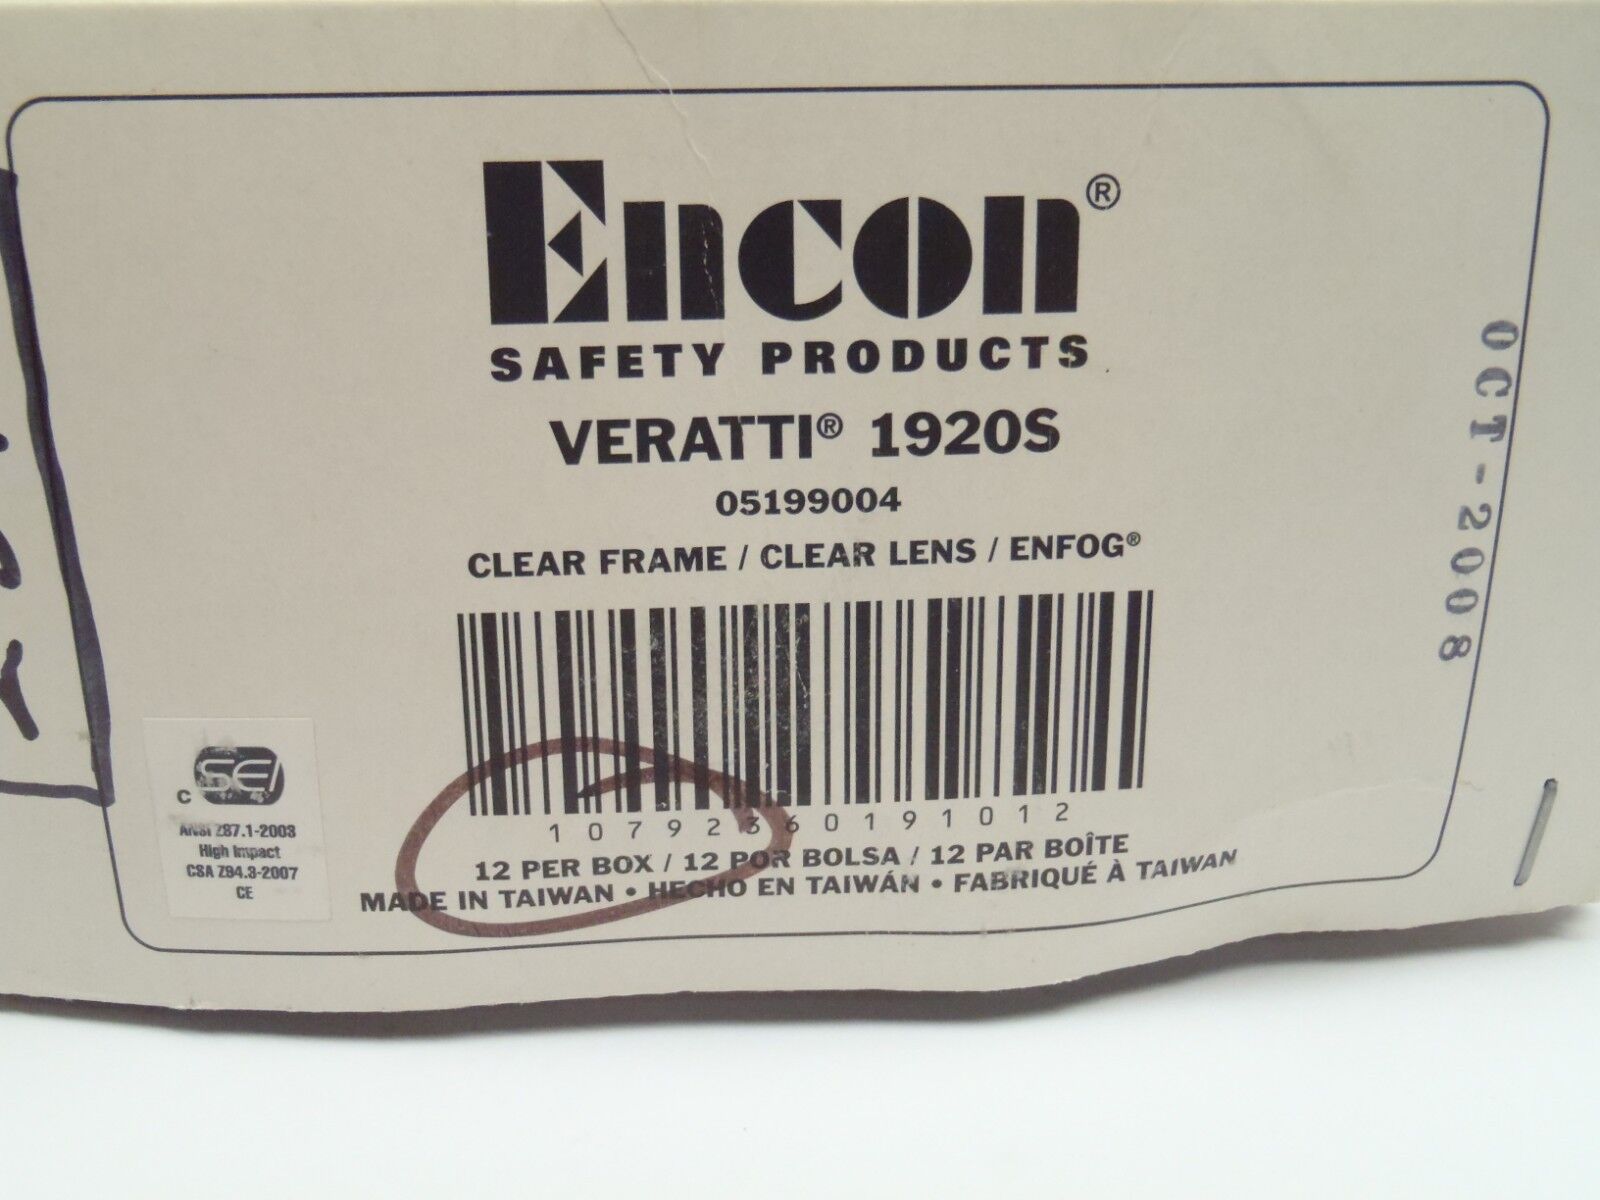 Encon®
SAFETY PRODUCTS
VERATTI® 1920S
05199004
CLEAR FRAME / CLEAR LENS / ENFOG®
10792360191012
12 PER BOX / 12 POR BOLSA / 12 PAR BOÎTE
MADE IN TAIWAN • HECHO EN TAIWÁN • FABRIQUÉ À TAIWAN
OCT-2008
C SEI
ANSI Z87.1-2003
High Impact
CSA Z94.3-2007
CE